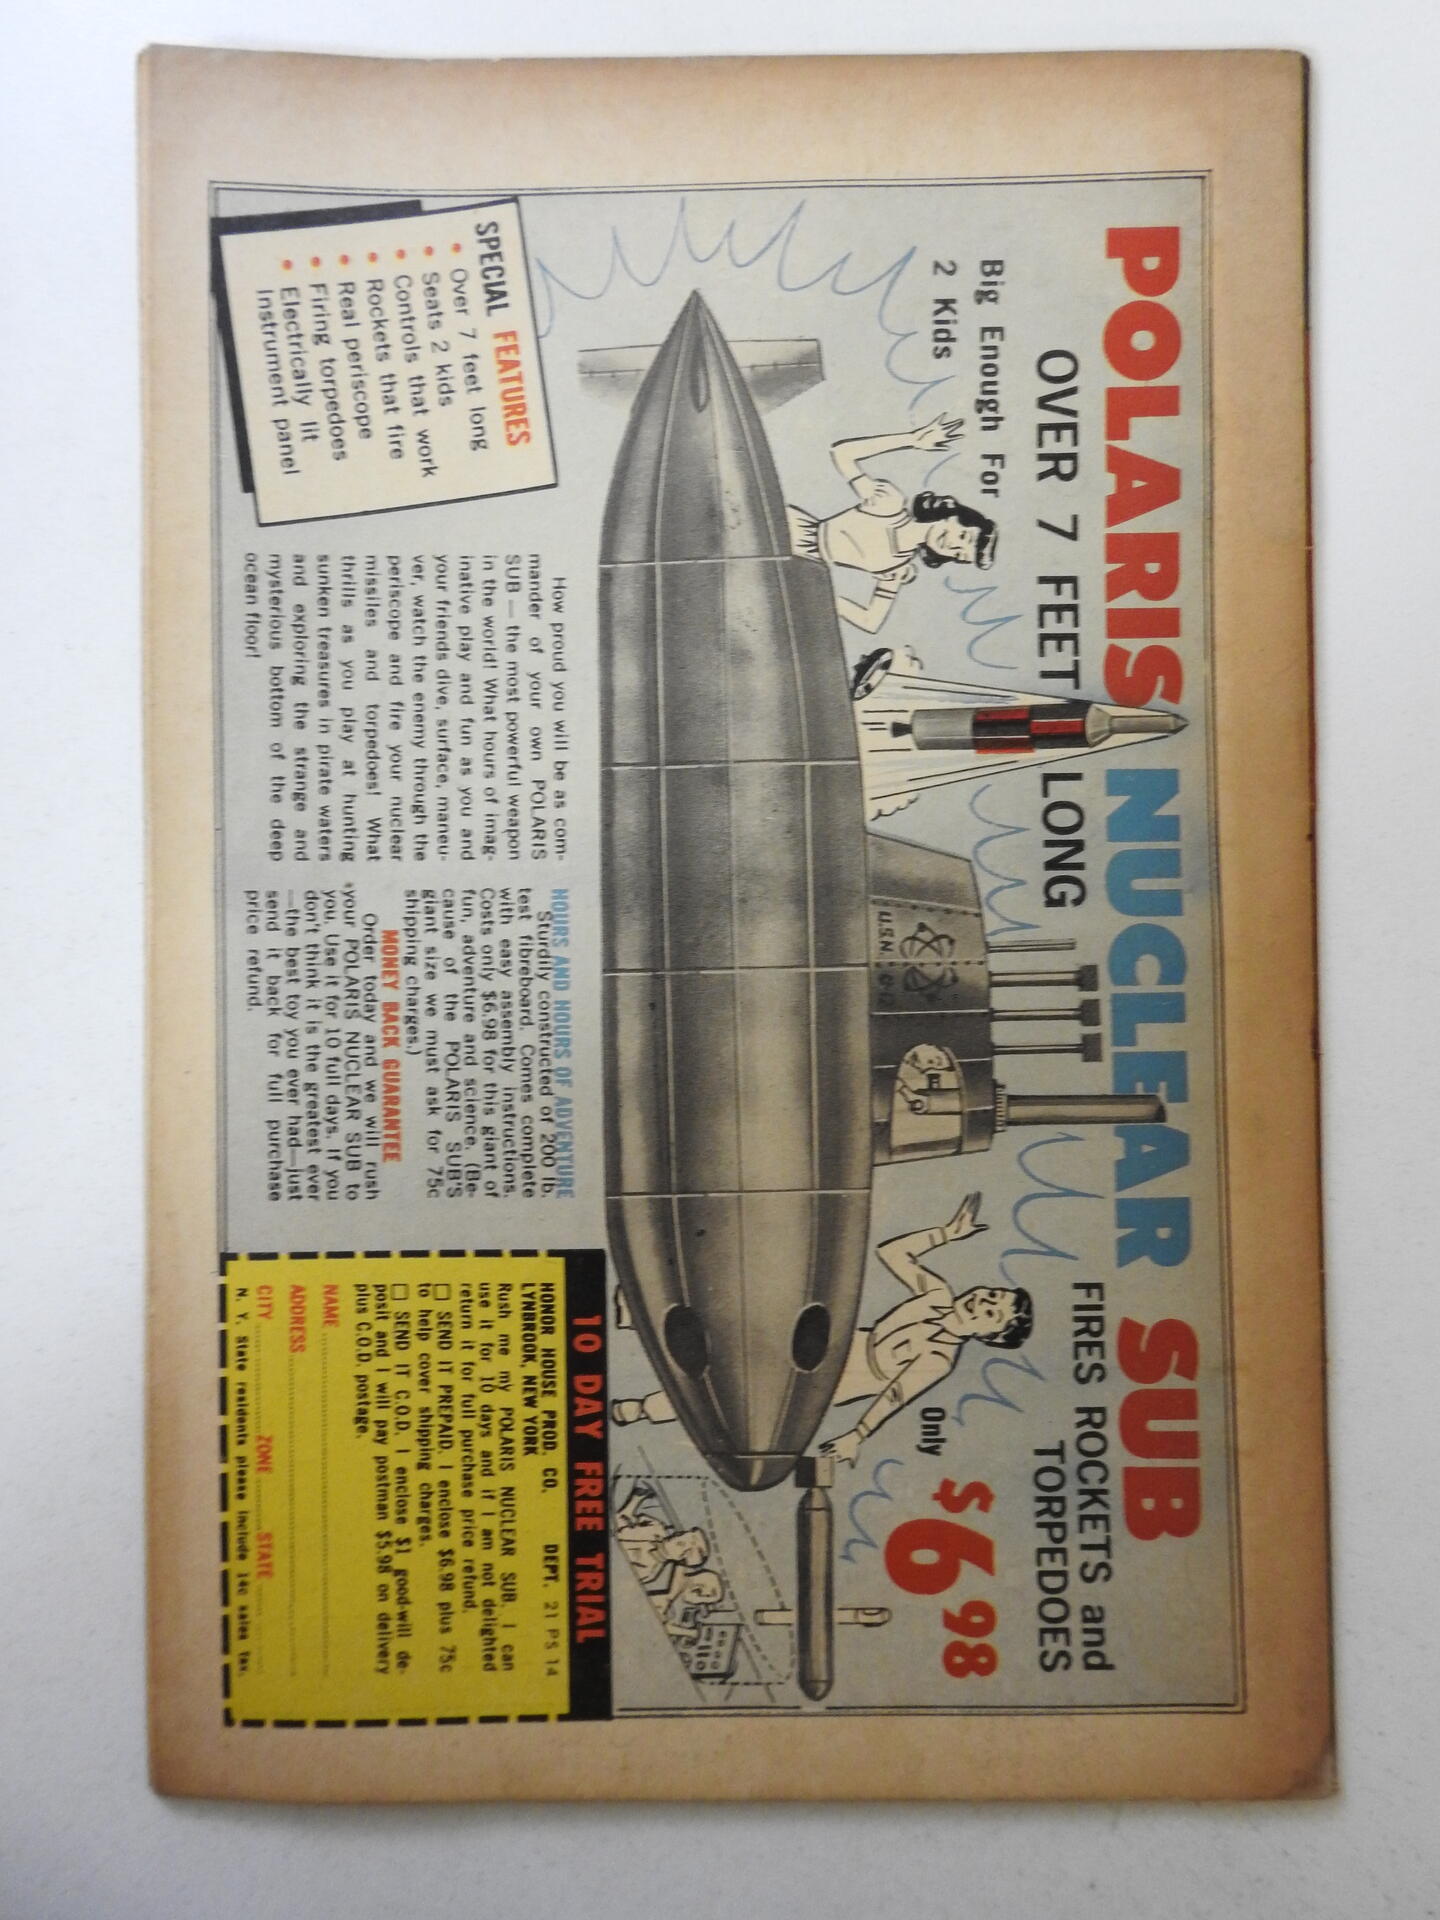 POLARIS NUCLEAR SUB
OVER 7 FEET LONG
FIRES ROCKETS and
TORPEDOES
Big Enough For
2 Kids
Only
$6.98
U.S.N.
SPECIAL FEATURES
• Over 7 feet long
• Seats 2 kids
• Controls that work
• Rockets that fire
• Real periscope
• Firing torpedoes
• Electrically lit
Instrument panel
How proud you will be as com-
mander of your own POLARIS
SUB — the most powerful weapon
in the world! What hours of imag-
inative play and fun as you and
your friends dive, surface, maneu-
ver, watch the enemy through the
periscope and fire your nuclear
missiles and torpedoes! What
thrills as you play at hunting
sunken treasures in pirate waters
and exploring the strange and
mysterious bottom of the deep
ocean floor!
HOURS AND HOURS OF ADVENTURE
Sturdily constructed of 200 lb.
test fibreboard. Comes complete
with easy assembly instructions.
Costs only $6.98 for this giant of
fun, adventure and science. (Be-
cause of the POLARIS SUB'S
giant size we must ask for 75c
shipping charges.)
MONEY BACK GUARANTEE
Order today and we will rush
your POLARIS NUCLEAR SUB to
you. Use it for 10 full days. If you
don't think it is the greatest ever
—the best toy you ever had—just
send it back for full purchase
price refund.
10 DAY FREE TRIAL
HONOR HOUSE PROD. CO. DEPT. 21 PS 14
LYNBROOK, NEW YORK
Rush me my POLARIS NUCLEAR SUB. I can
use it for 10 days and if I am not delighted
return it for full purchase price refund.
☐ SEND IT PREPAID. I enclose $6.98 plus 75c
to help cover shipping charges.
☐ SEND IT C.O.D. I enclose $1 good-will de-
posit and I will pay postman $5.98 on delivery
plus C.O.D. postage.
NAME
ADDRESS
CITY ZONE STATE
N. Y. State residents please include 14c sales tax.